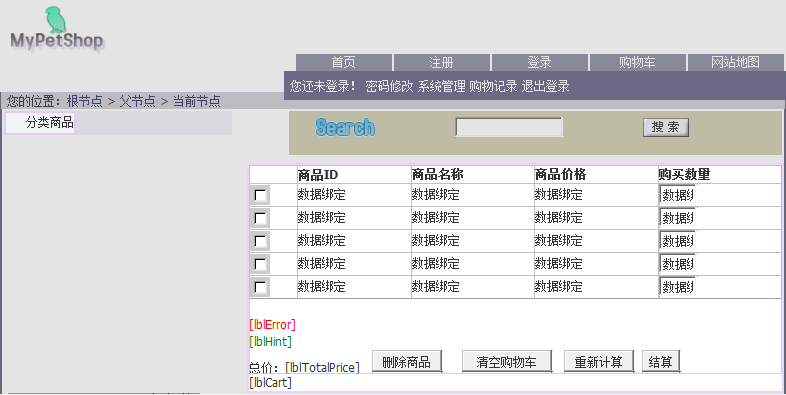 MyPetShop
首页 注册 登录 购物车 网站地图
您还未登录! 密码修改 系统管理 购物记录 退出登录
您的位置：根节点 > 父节点 > 当前节点
分类商品
Search 搜 索
商品ID 商品名称 商品价格 购买数量
数据绑定 数据绑定 数据绑定 数据绑
数据绑定 数据绑定 数据绑定 数据绑
数据绑定 数据绑定 数据绑定 数据绑
数据绑定 数据绑定 数据绑定 数据绑
数据绑定 数据绑定 数据绑定 数据绑
[lblError]
[lblHint]
总价：[lblTotalPrice] 删除商品 清空购物车 重新计算 结算
[lblCart]